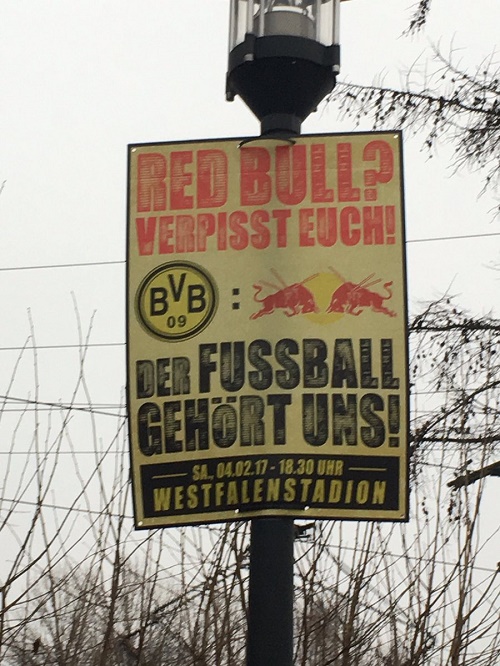 RED BULL?
VERPISST EUCH!
BVB :
09
DER FUSSBALL
GEHÖRT UNS!
SA., 04.02.17 - 18.30 UHR
WESTFALENSTADION